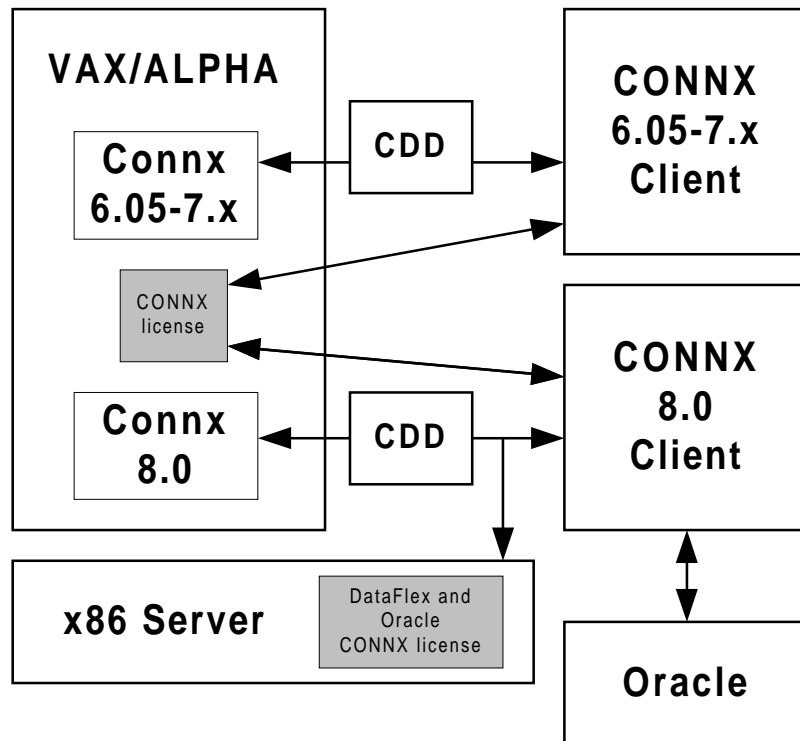 VAX/ALPHA
Connx
6.05-7.x
CDD
CONNX
6.05-7.x
Client
CONNX
license
Connx
8.0
CDD
CONNX
8.0
Client
x86 Server
DataFlex and
Oracle
CONNX license
Oracle